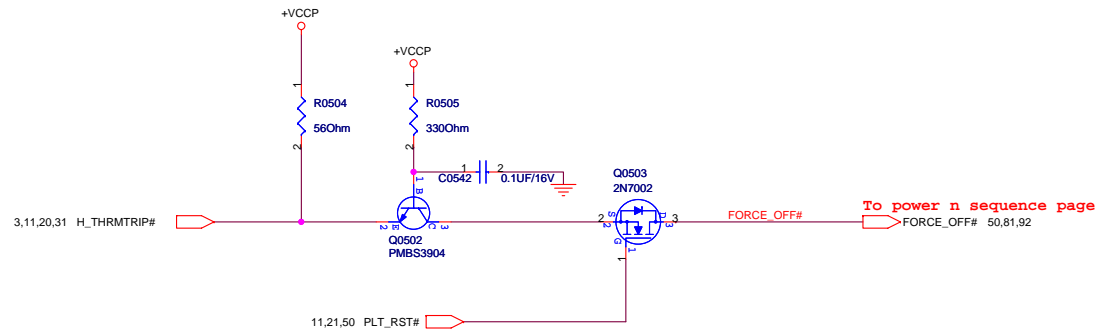 +VCCP
+VCCP
1
R0504
56Ohm
2
1
R0505
330Ohm
2
1
C0542
2
0.1UF/16V
1
B
E
2
C
3
Q0502
PMBS3904
Q0503
2N7002
2
S
2
D
3
3
G
1
1
3,11,20,31 H_THRMTRIP#
FORCE_OFF#
To power n sequence page
FORCE_OFF# 50,81,92
11,21,50 PLT_RST#